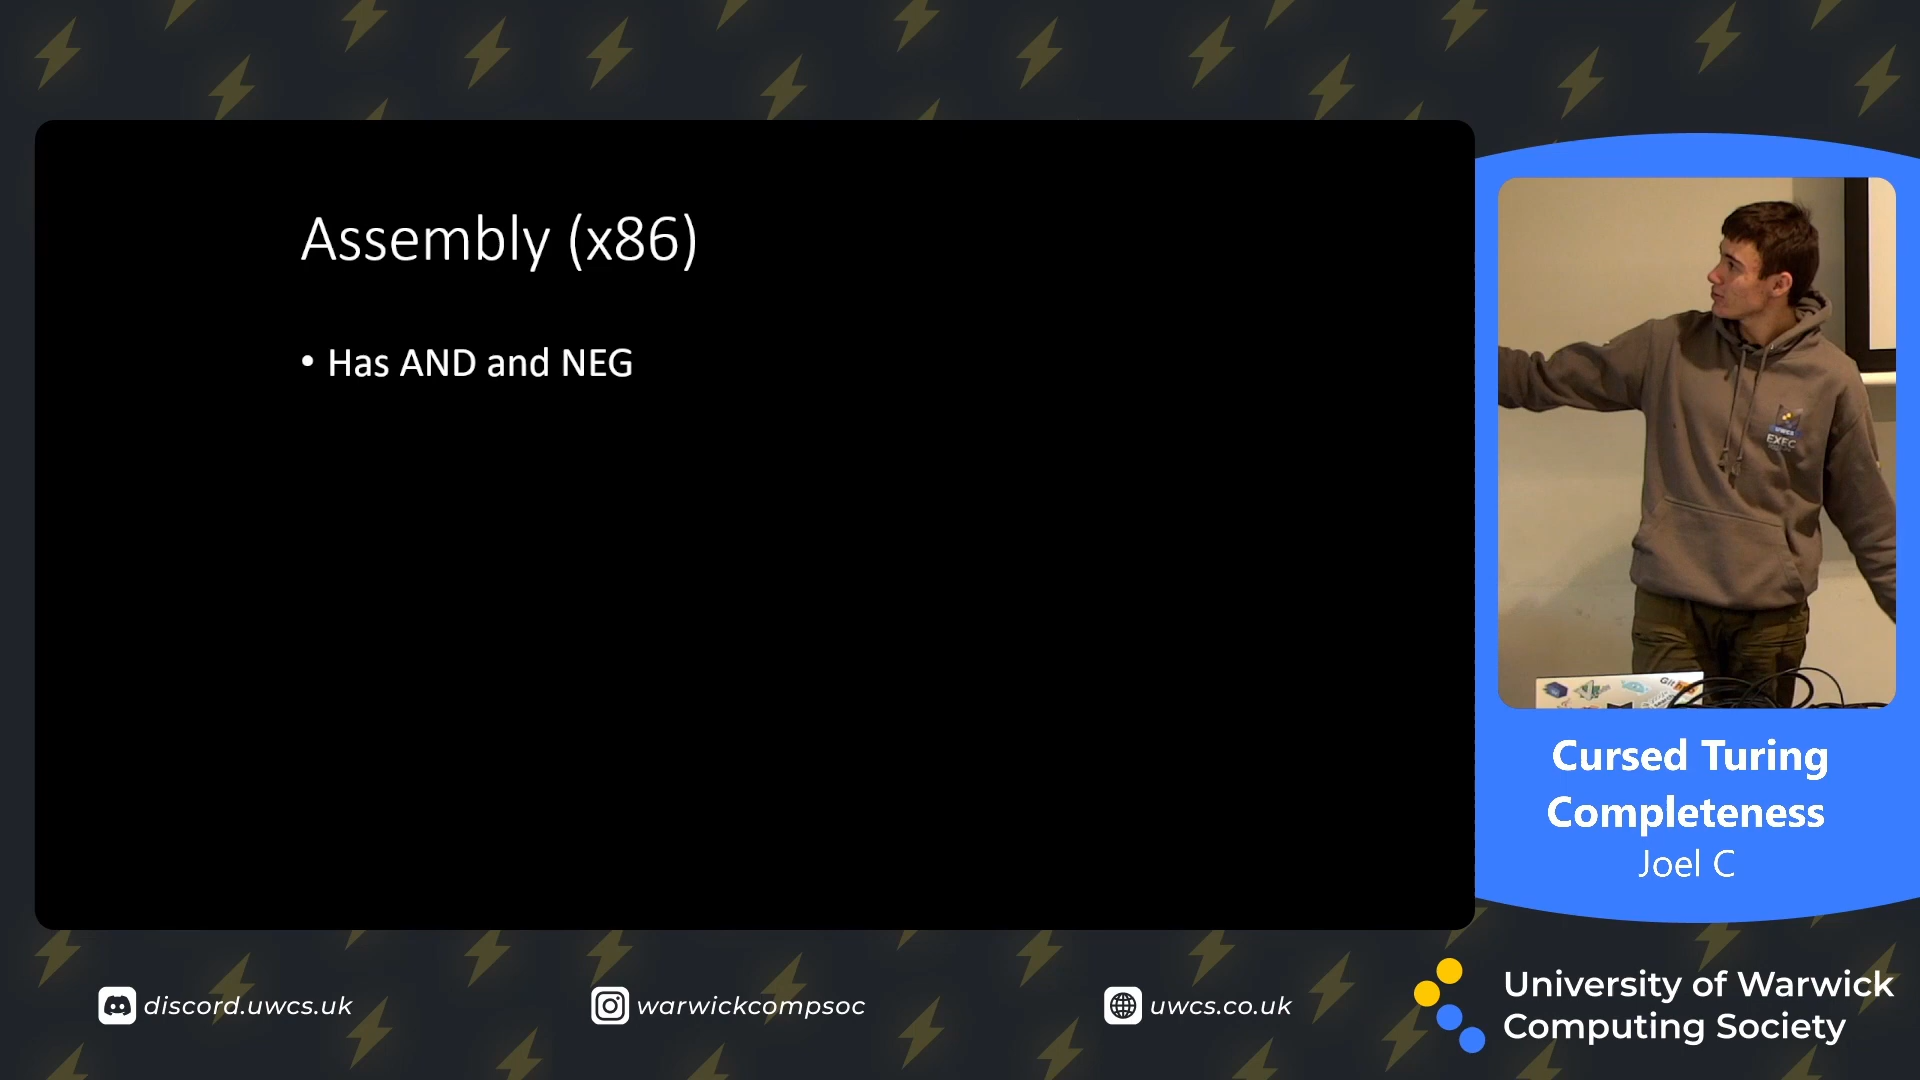 Assembly (x86)
• Has AND and NEG
EXEC
Cursed Turing
Completeness
Joel C
discord.uwcs.uk
warwickcompsoc
uwcs.co.uk
University of Warwick
Computing Society